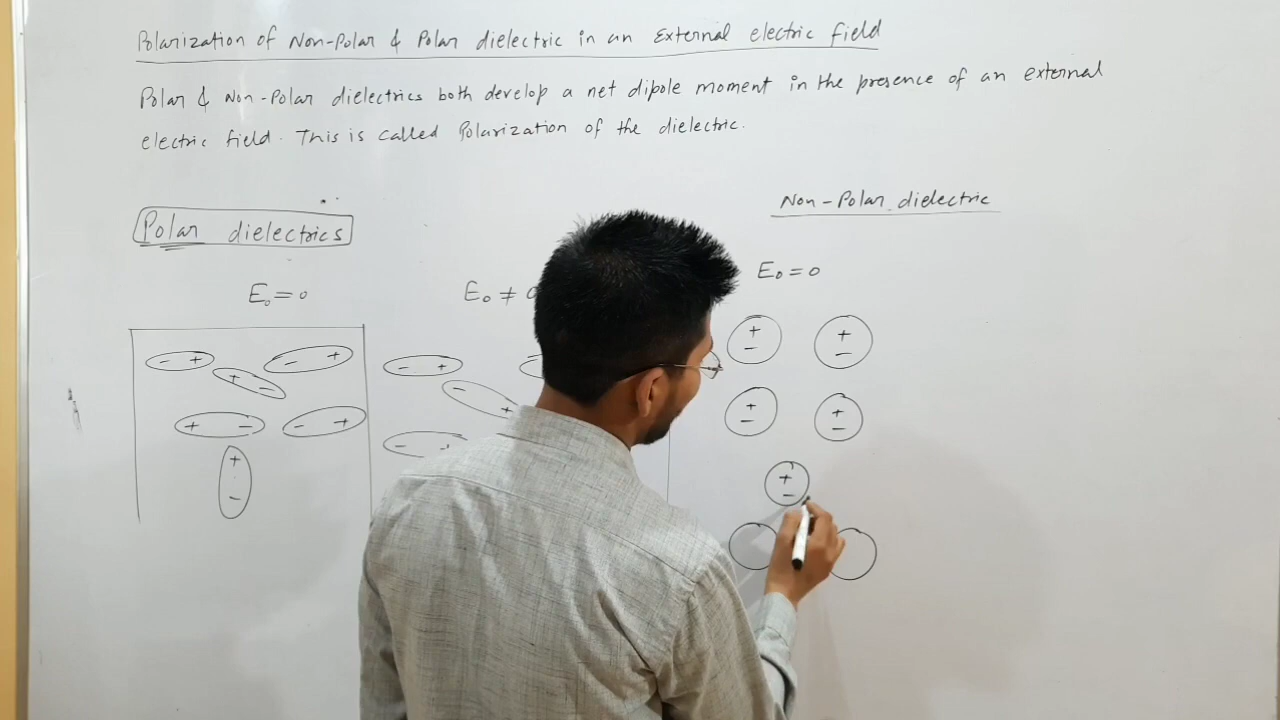 Polarization of Non-Polar & Polar dielectric in an External electric field
Polar & Non-Polar dielectrics both develop a net dipole moment in the presence of an external
electric field. This is called Polarization of the dielectric.
Non-Polar dielectric
Polar dielectrics
E₀=0
E₀=0
E₀ ≠ 0
- +
- +
+ -
+ -
- +
+
-
- +
-
-
+
-
+
-
+
-
+
-
+
-